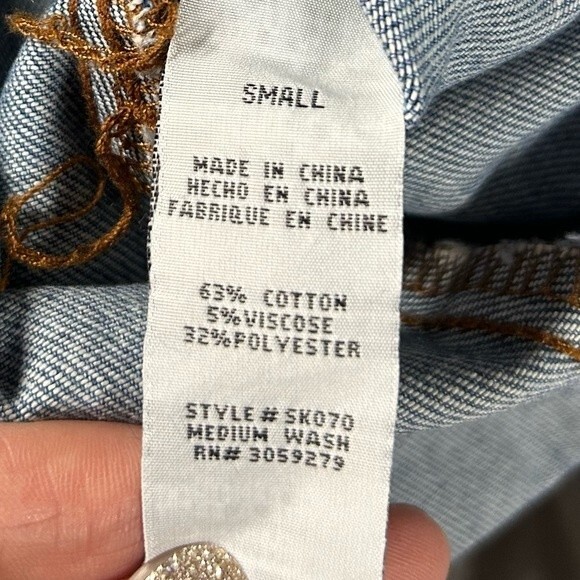 SMALL
MADE IN CHINA
HECHO EN CHINA
FABRIQUE EN CHINE
63% COTTON
5%VISCOSE
32%POLYESTER
STYLE# SK070
MEDIUM WASH
RN# 3059279